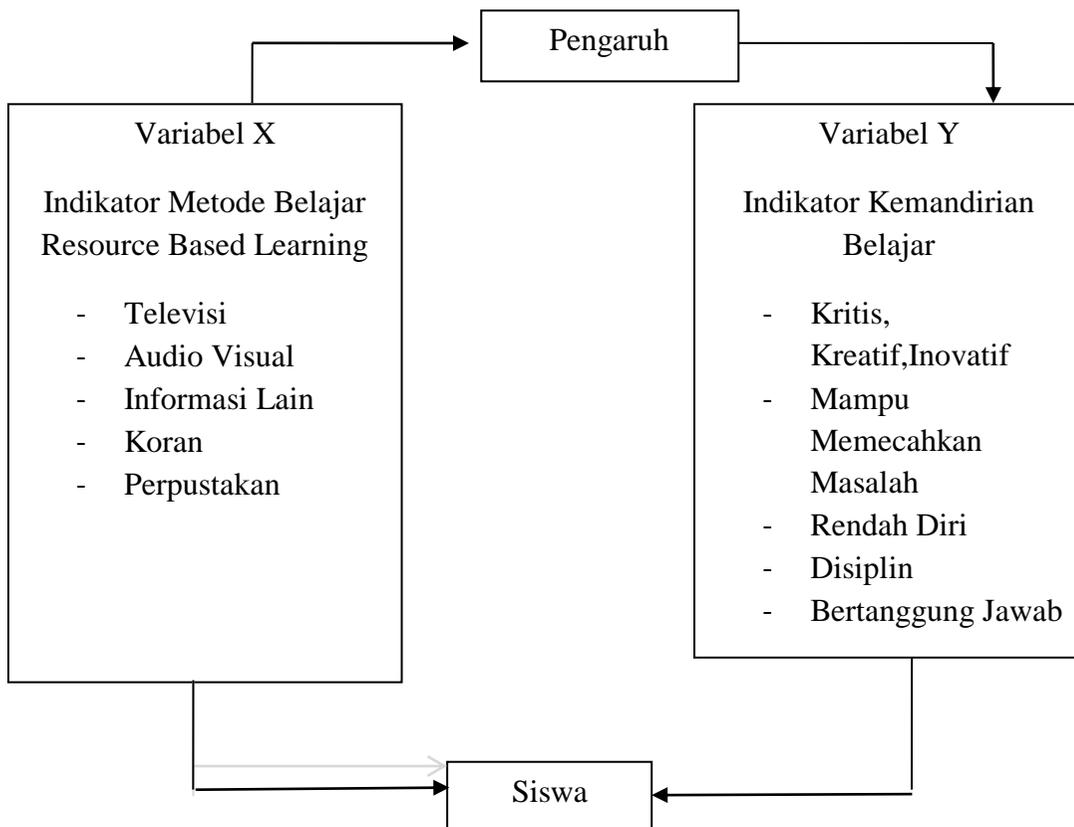 Pengaruh
Variabel X
Indikator Metode Belajar
Resource Based Learning
- Televisi
- Audio Visual
- Informasi Lain
- Koran
- Perpustakan
Variabel Y
Indikator Kemandirian
Belajar
- Kritis,
Kreatif,Inovatif
- Mampu
Memecahkan
Masalah
- Rendah Diri
- Disiplin
- Bertanggung Jawab
Siswa